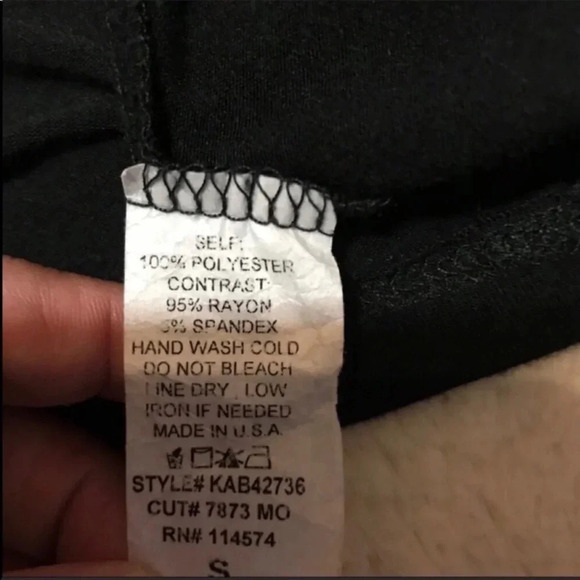 SELF:
100% POLYESTER
CONTRAST:
95% RAYON
5% SPANDEX
HAND WASH COLD
DO NOT BLEACH
LINE DRY, LOW
IRON IF NEEDED
MADE IN U.S.A.
STYLE# KAB42736
CUT# 7873 MO
RN# 114574
S